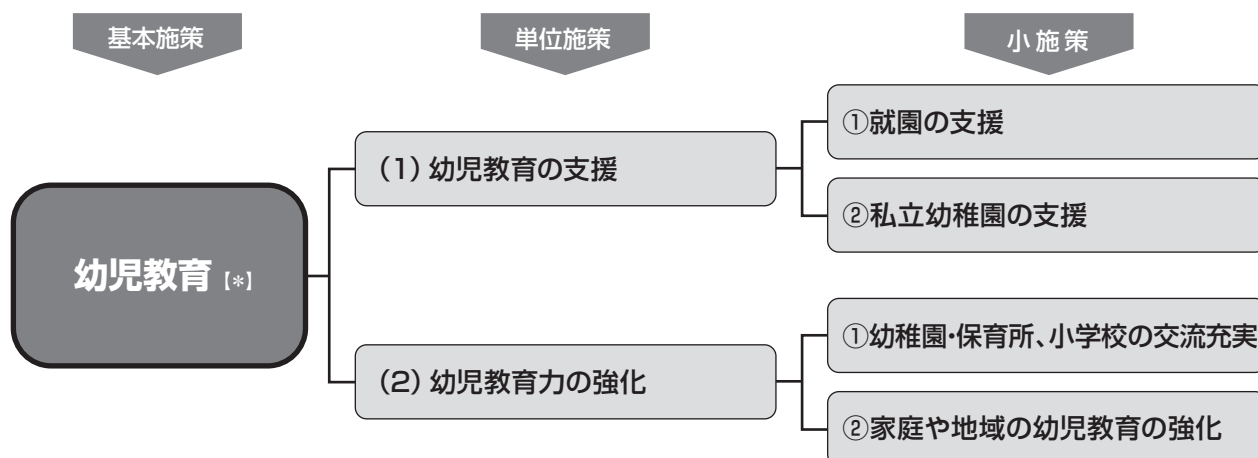 基本施策
単位施策
小施策
幼児教育【*】
(1)幼児教育の支援
①就園の支援
②私立幼稚園の支援
(2)幼児教育力の強化
①幼稚園・保育所、小学校の交流充実
②家庭や地域の幼児教育の強化